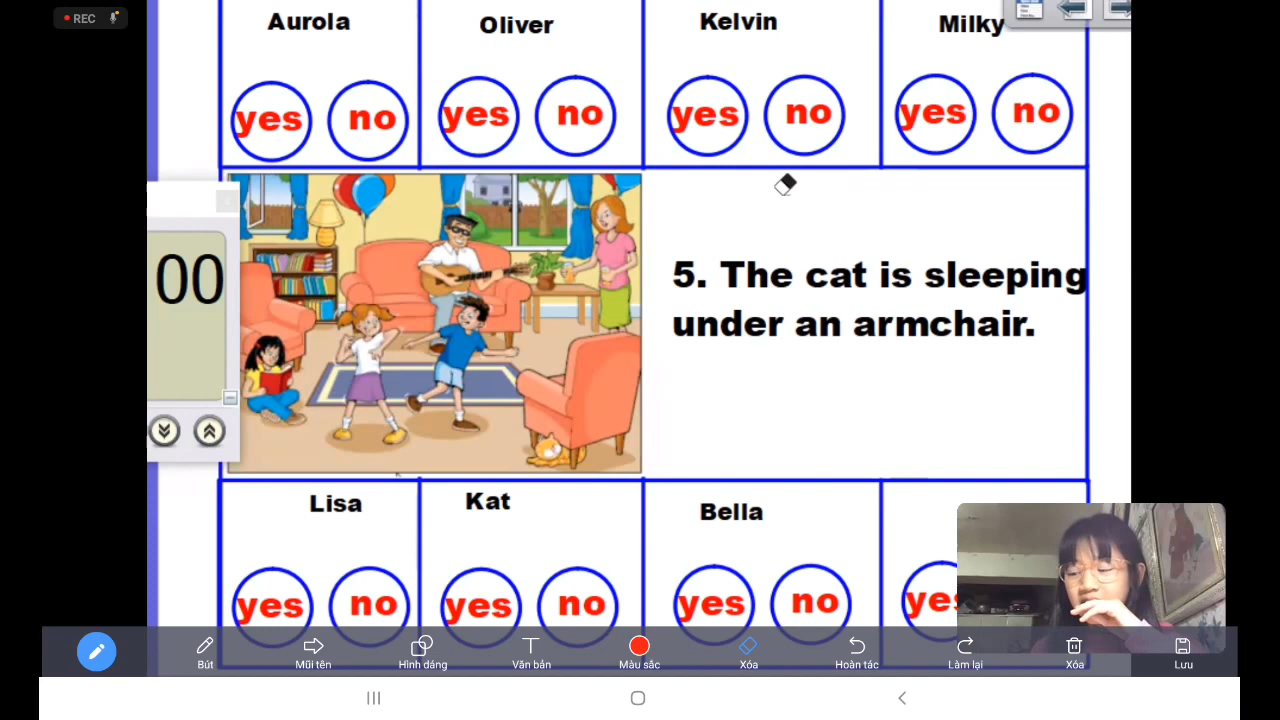 REC
Aurola
Oliver
Kelvin
Milky
yes no yes no yes no yes no
00
5. The cat is sleeping
under an armchair.
Lisa
Kat
Bella
yes no yes no yes no
Bút
Mũi tên
Hình dáng
Văn bản
Màu sắc
Xóa
Hoàn tác
Làm lại
Xóa
Lưu